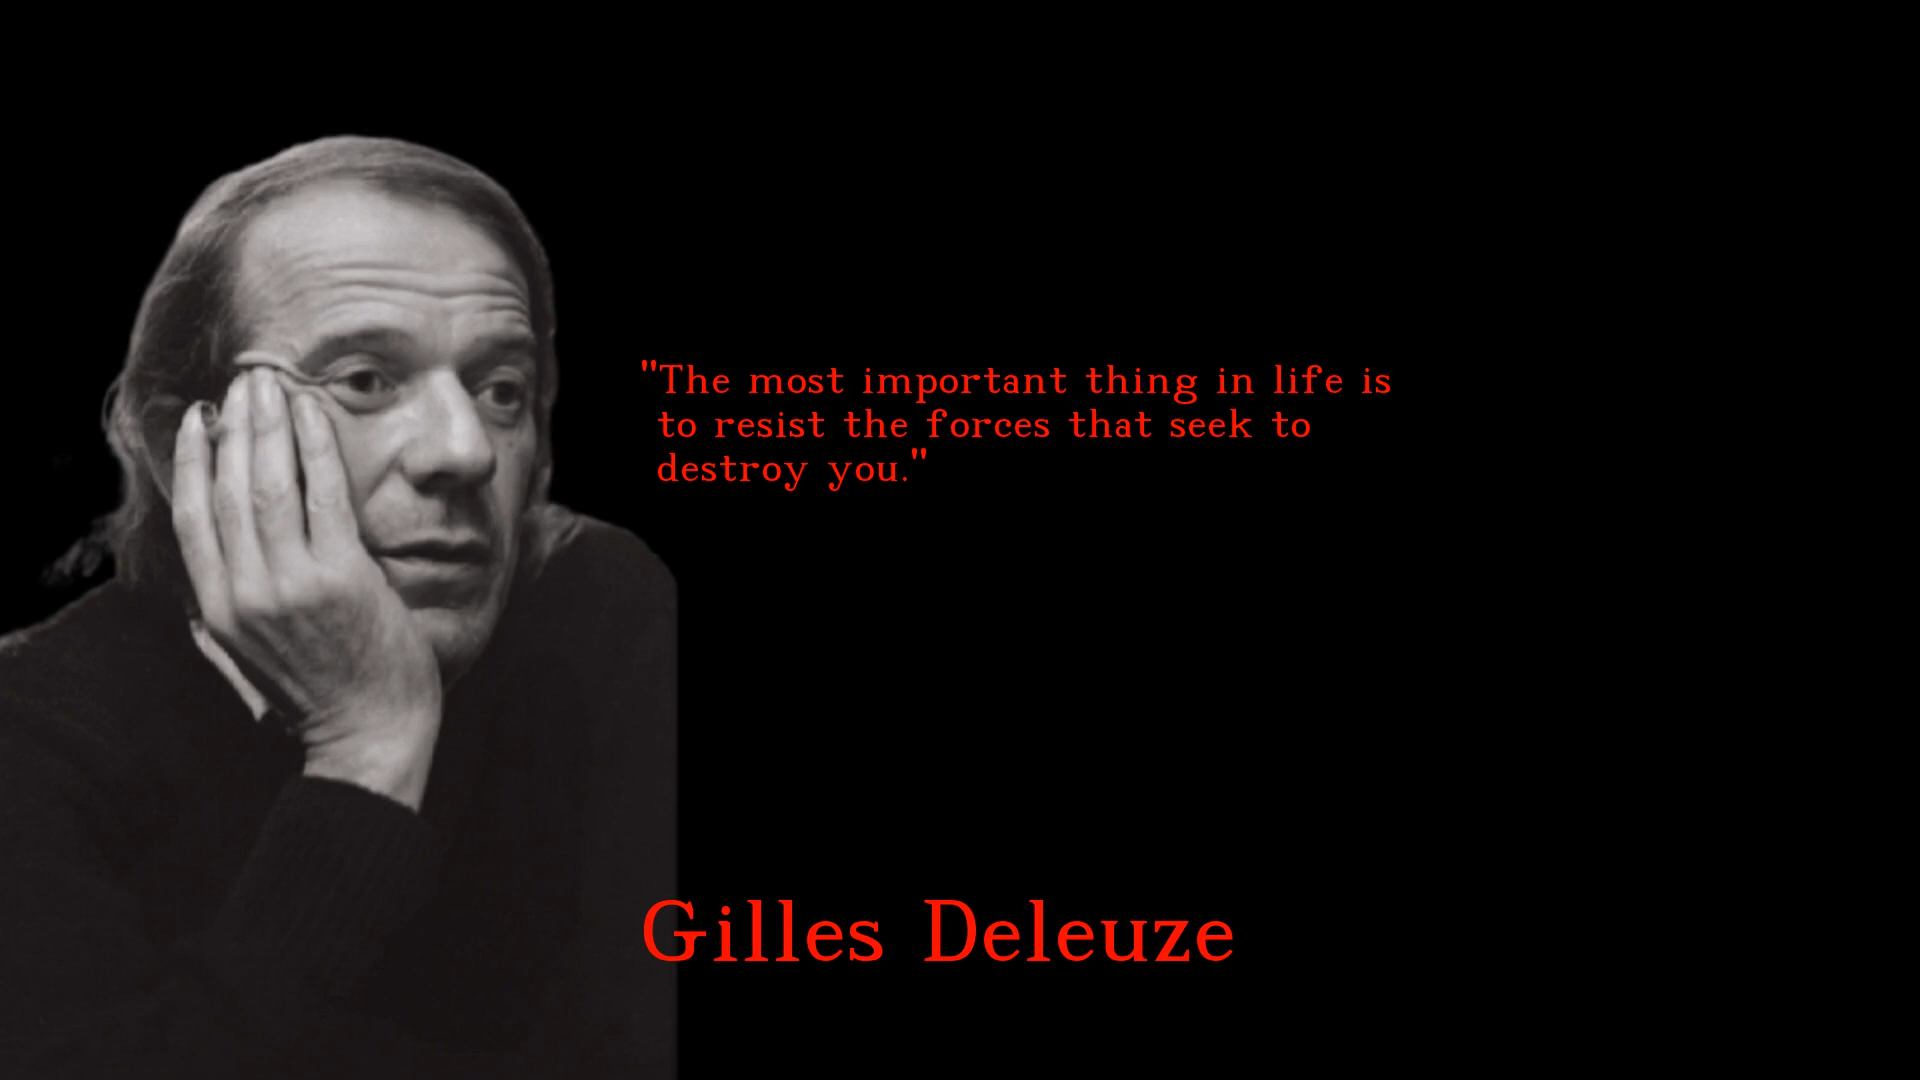 "The most important thing in life is
to resist the forces that seek to
destroy you."
Gilles Deleuze